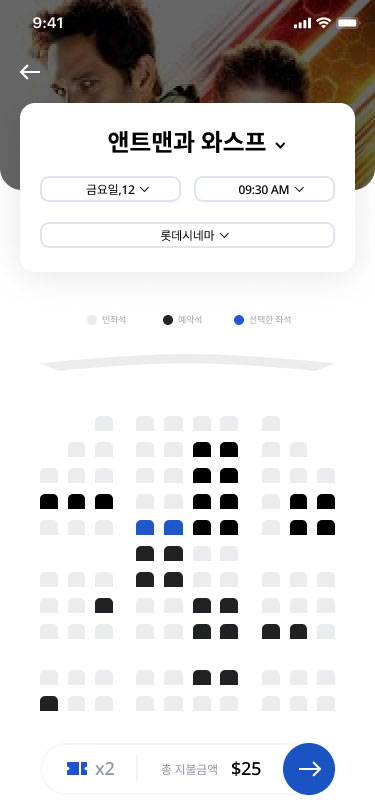 9:41
앤트맨과 와스프
금요일,12
09:30 AM
롯데시네마
빈좌석
예약석
선택한 좌석
x2
총 지불금액
$25